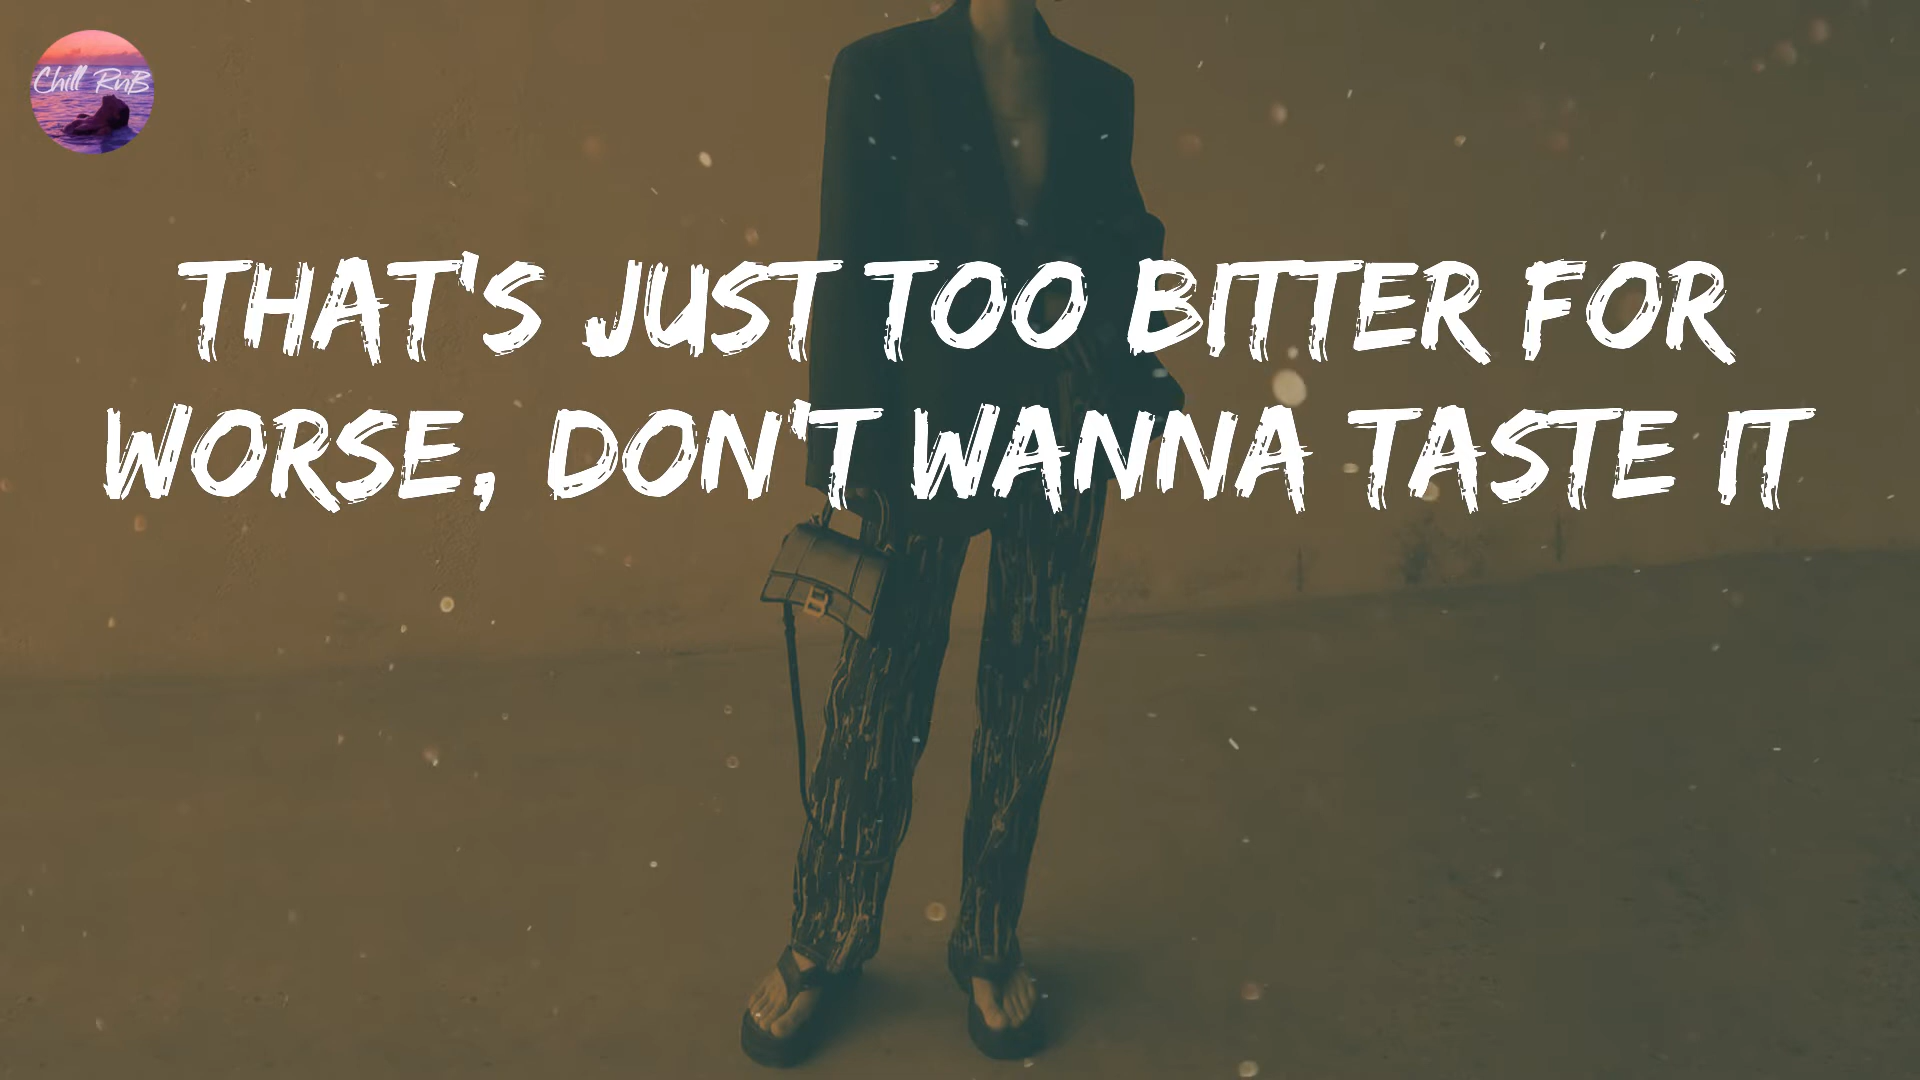 Chill RnB
THAT'S JUST TOO BITTER FOR
WORSE, DON'T WANNA TASTE IT
B